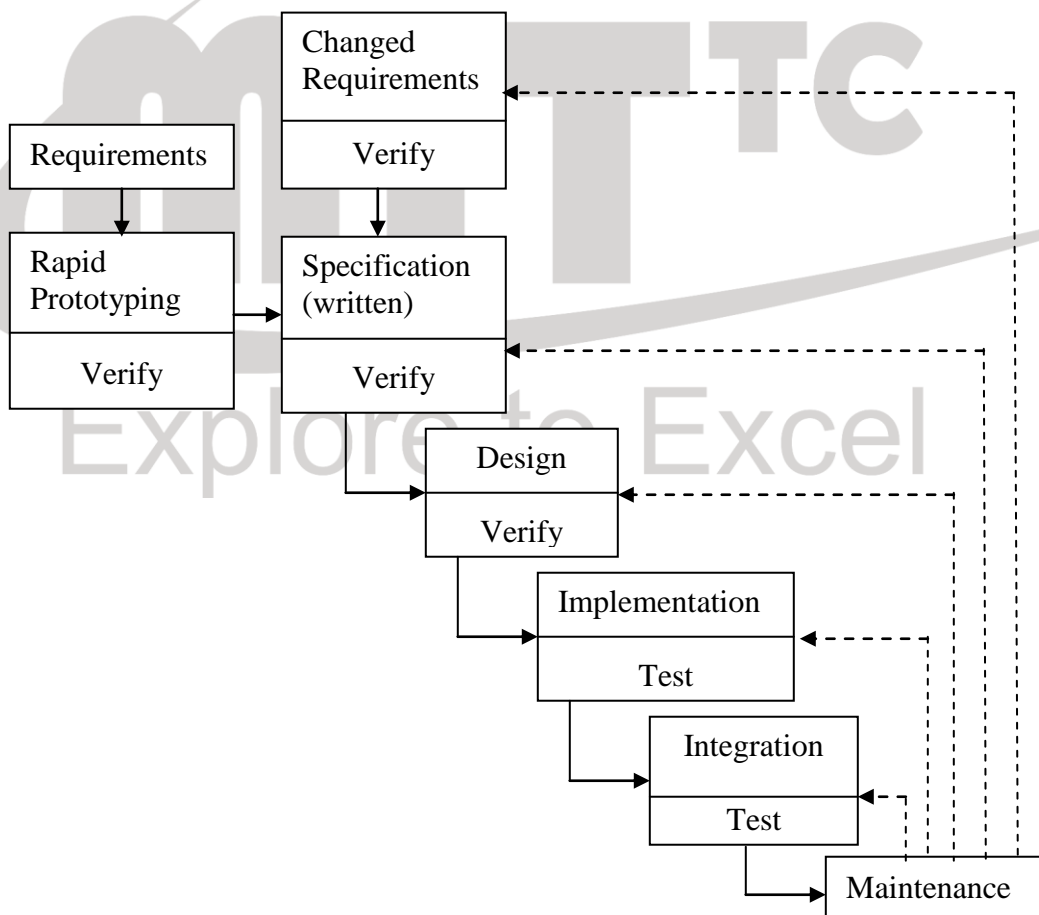 Changed
Requirements
Verify
Requirements
Rapid
Prototyping
Verify
Specification
(written)
Verify
Explore to Excel
Design
Verify
Implementation
Test
Integration
Test
Maintenance
TC